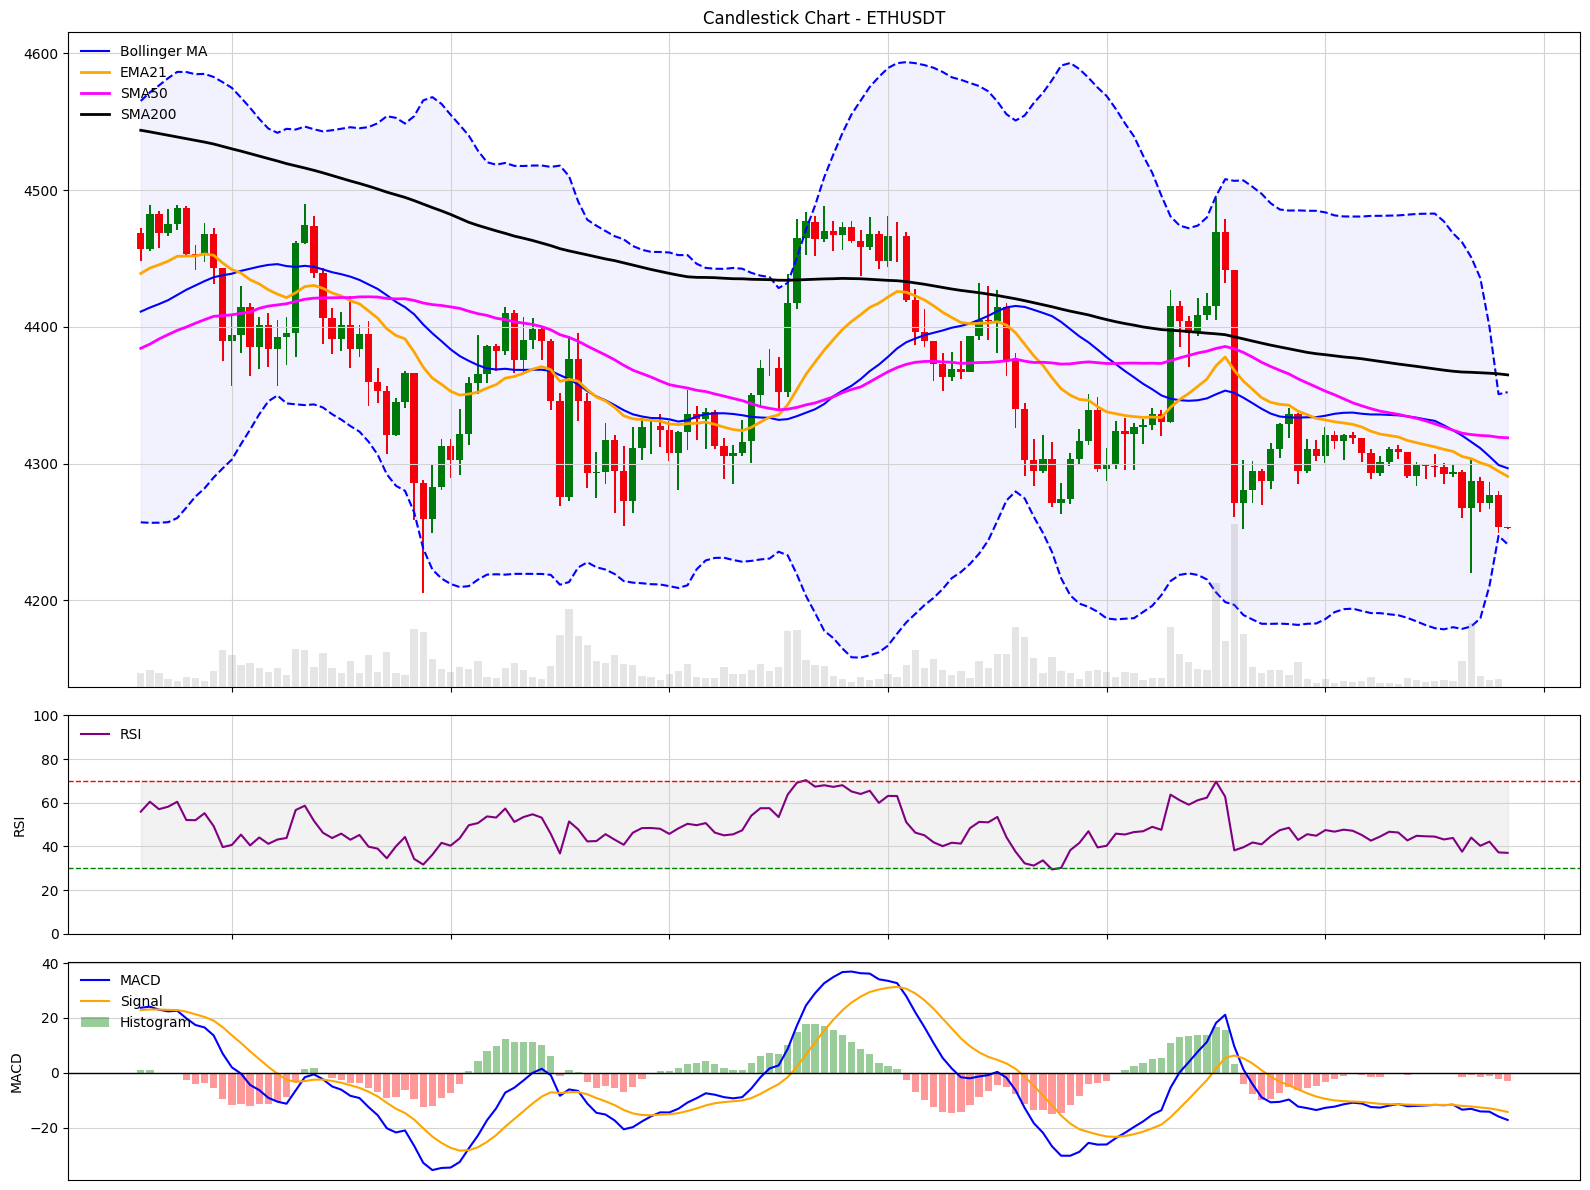 Candlestick Chart - ETHUSDT
4600
4500
4400
4300
4200
Bollinger MA
EMA21
SMA50
SMA200
100
80
60
40
20
0
RSI
RSI
40
20
0
−20
MACD
MACD
Signal
Histogram